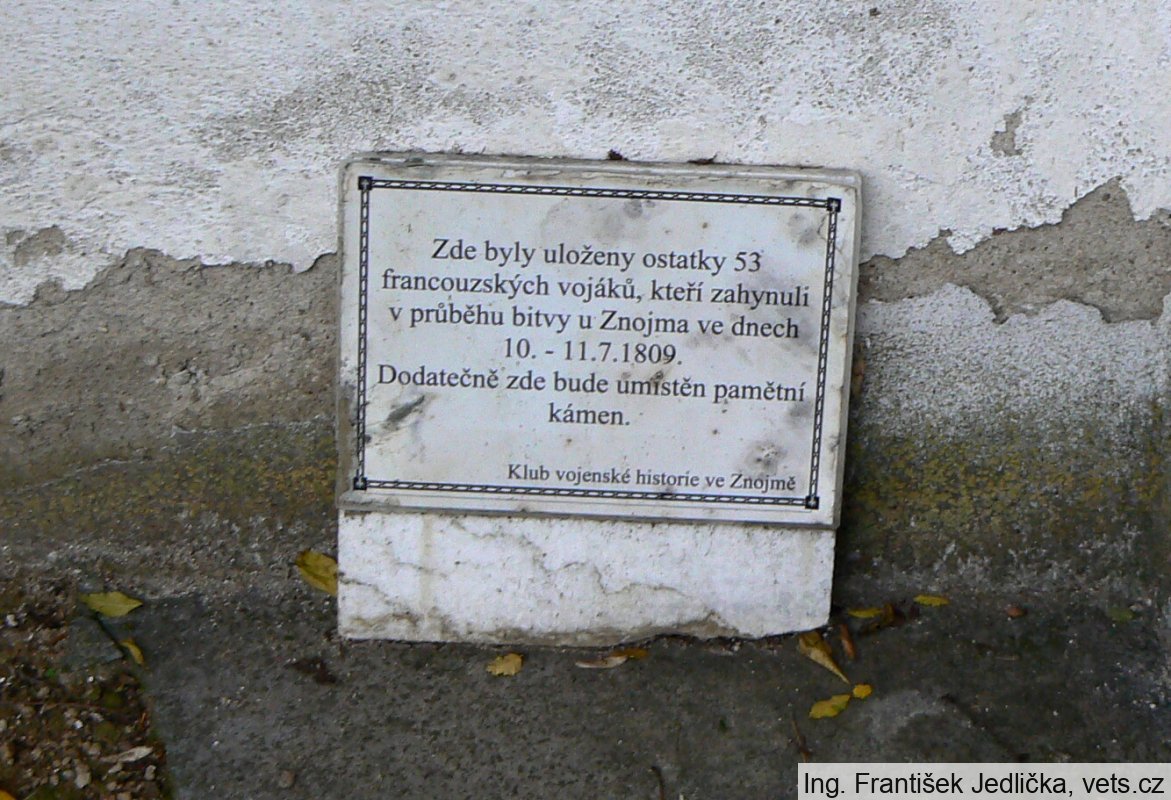 Zde byly uloženy ostatky 53
francouzských vojáků, kteří zahynuli
v průběhu bitvy u Znojma ve dnech
10. - 11.7.1809.
Dodatečně zde bude umístěn pamětní
kámen.
Klub vojenské historie ve Znojmě
Ing. František Jedlička, vets.cz